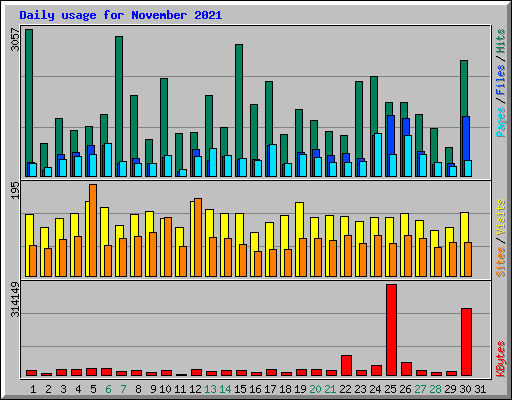 Daily usage for November 2021
3057
Pages / Files / Hits
195
Sites / Visits
314149
KBytes
1 2 3 4 5 6 7 8 9 10 11 12 13 14 15 16 17 18 19 20 21 22 23 24 25 26 27 28 29 30 31